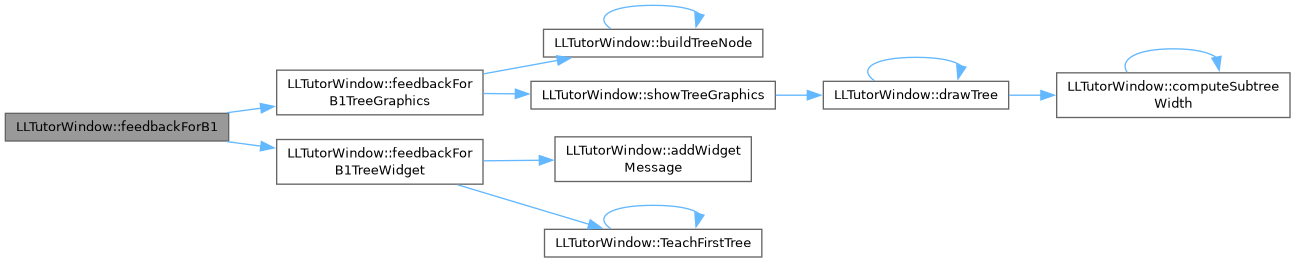 LLTutorWindow::feedbackForB1
LLTutorWindow::feedbackFor
B1TreeGraphics
LLTutorWindow::buildTreeNode
LLTutorWindow::showTreeGraphics
LLTutorWindow::drawTree
LLTutorWindow::computeSubtree
Width
LLTutorWindow::feedbackFor
B1TreeWidget
LLTutorWindow::addWidget
Message
LLTutorWindow::TeachFirstTree